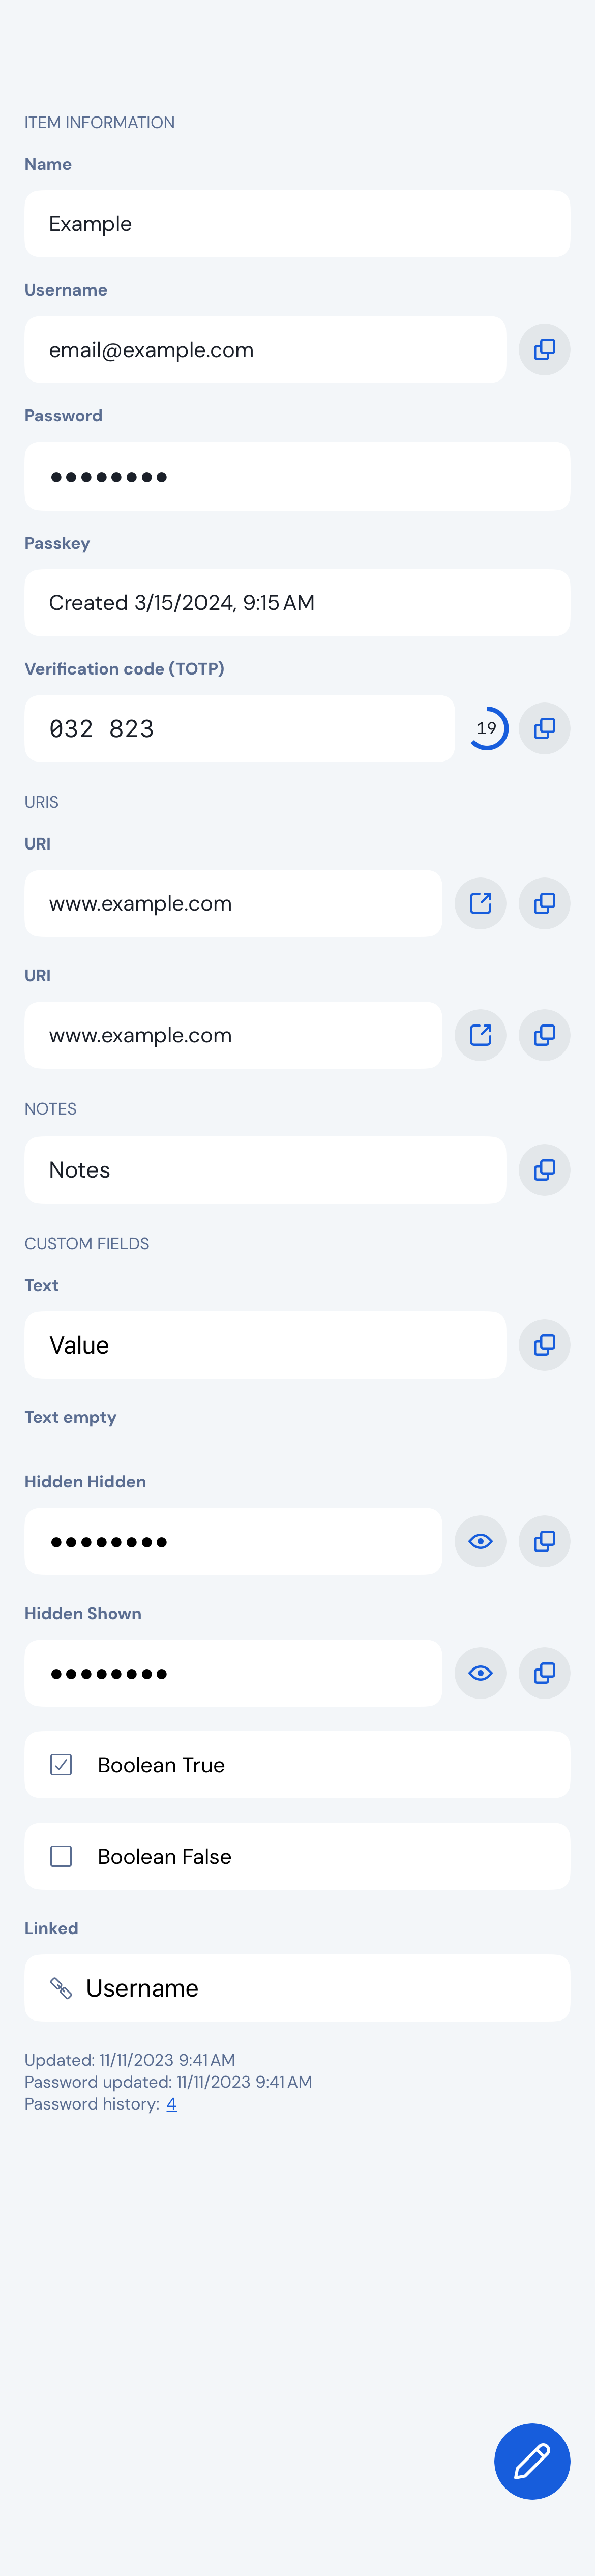 ITEM INFORMATION
Name
Example
Username
email@example.com
Password
••••••••
Passkey
Created 3/15/2024, 9:15 AM
Verification code (TOTP)
032 823
19
URIS
URI
www.example.com
URI
www.example.com
NOTES
Notes
CUSTOM FIELDS
Text
Value
Text empty
Hidden Hidden
••••••••
Hidden Shown
••••••••
Boolean True
Boolean False
Linked
Username
Updated: 11/11/2023 9:41 AM
Password updated: 11/11/2023 9:41 AM
Password history: 4